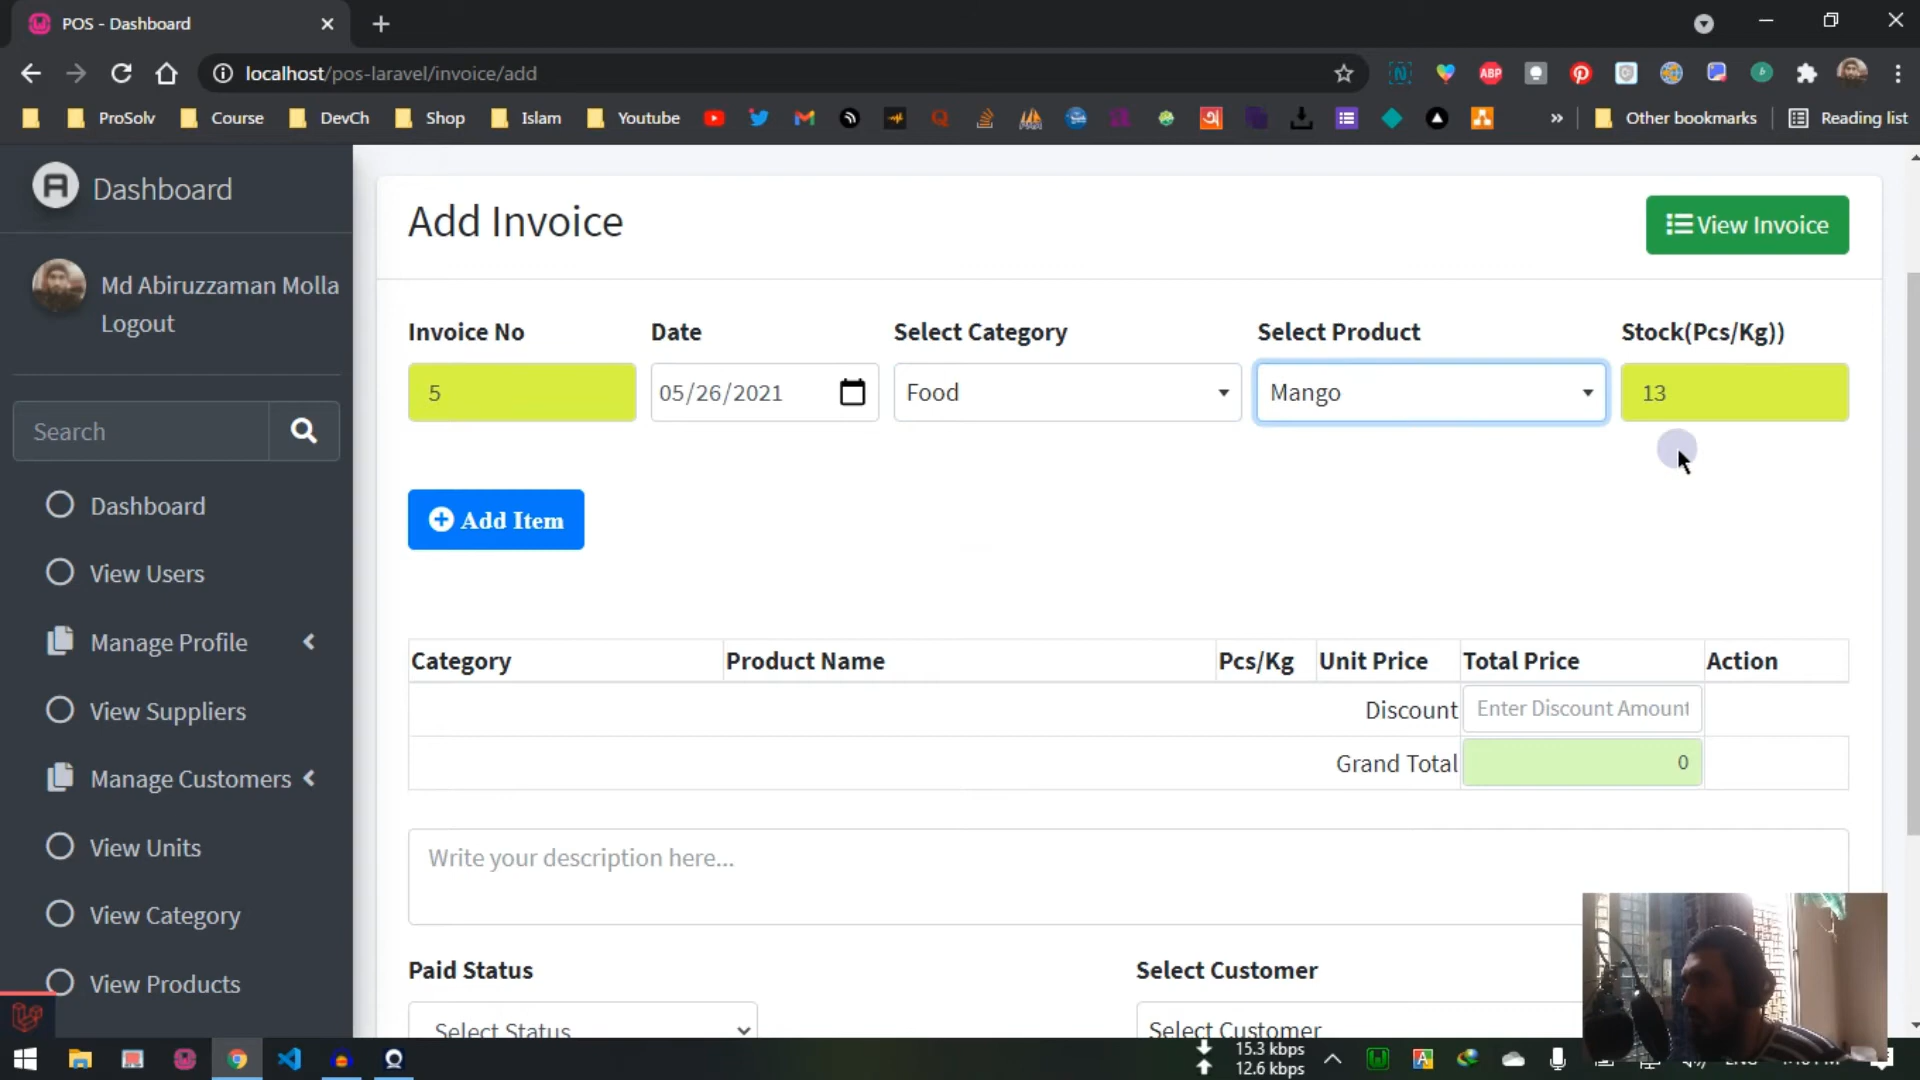 POS - Dashboard
localhost/pos-laravel/invoice/add
ABP
ProSolv
Course
DevCh
Shop
Islam
Youtube
Other bookmarks
Reading list
Dashboard
Add Invoice
View Invoice
Md Abiruzzaman Molla
Logout
Invoice No
Date
Select Category
Select Product
Stock(Pcs/Kg))
5
05/26/2021
Food
Mango
13
Search
Add Item
Dashboard
View Users
Manage Profile
View Suppliers
Manage Customers
View Units
View Category
View Products
Category
Product Name
Pcs/Kg
Unit Price
Total Price
Action
Discount
Enter Discount Amount
Grand Total
0
Write your description here...
Paid Status
Select Customer
Select Status
Select Customer
15.3 kbps
12.6 kbps